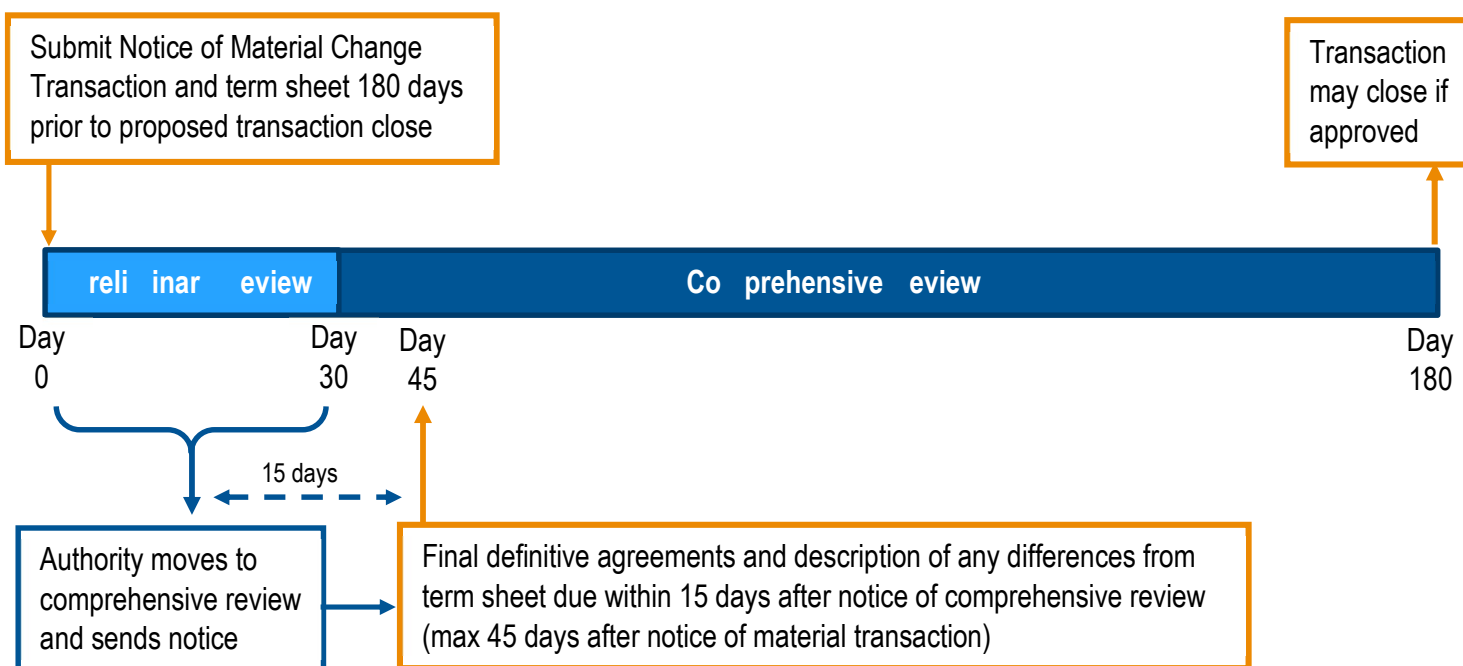 Submit Notice of Material Change
Transaction and term sheet 180 days
prior to proposed transaction close
Transaction
may close if
approved
reli inar eview
Co prehensive eview
Day
0
Day
30
Day
45
Day
180
15 days
Authority moves to
comprehensive review
and sends notice
Final definitive agreements and description of any differences from
term sheet due within 15 days after notice of comprehensive review
(max 45 days after notice of material transaction)